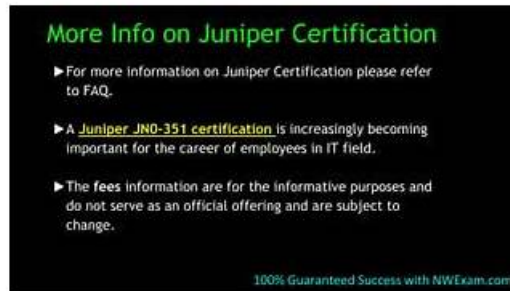 More Info on Juniper Certification
►For more information on Juniper Certification please refer
to FAQ.
►A Juniper JN0-351 certification is increasingly becoming
important for the career of employees in IT field.
►The fees information are for the informative purposes and
do not serve as an official offering and are subject to
change.
100% Guaranteed Success with NWExam.com